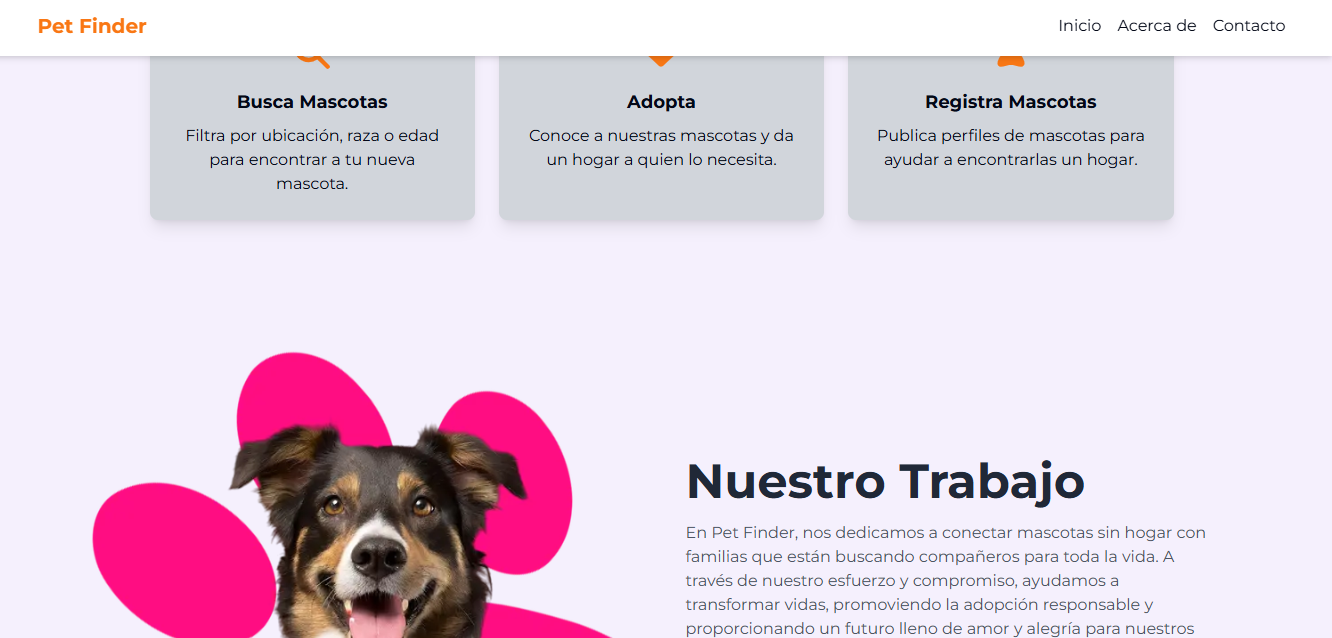 Pet Finder
Inicio Acerca de Contacto
Busca Mascotas
Filtra por ubicación, raza o edad
para encontrar a tu nueva
mascota.
Adopta
Conoce a nuestras mascotas y da
un hogar a quien lo necesita.
Registra Mascotas
Publica perfiles de mascotas para
ayudar a encontrarlas un hogar.
Nuestro Trabajo
En Pet Finder, nos dedicamos a conectar mascotas sin hogar con
familias que están buscando compañeros para toda la vida. A
través de nuestro esfuerzo y compromiso, ayudamos a
transformar vidas, promoviendo la adopción responsable y
proporcionando un futuro lleno de amor y alegría para nuestros